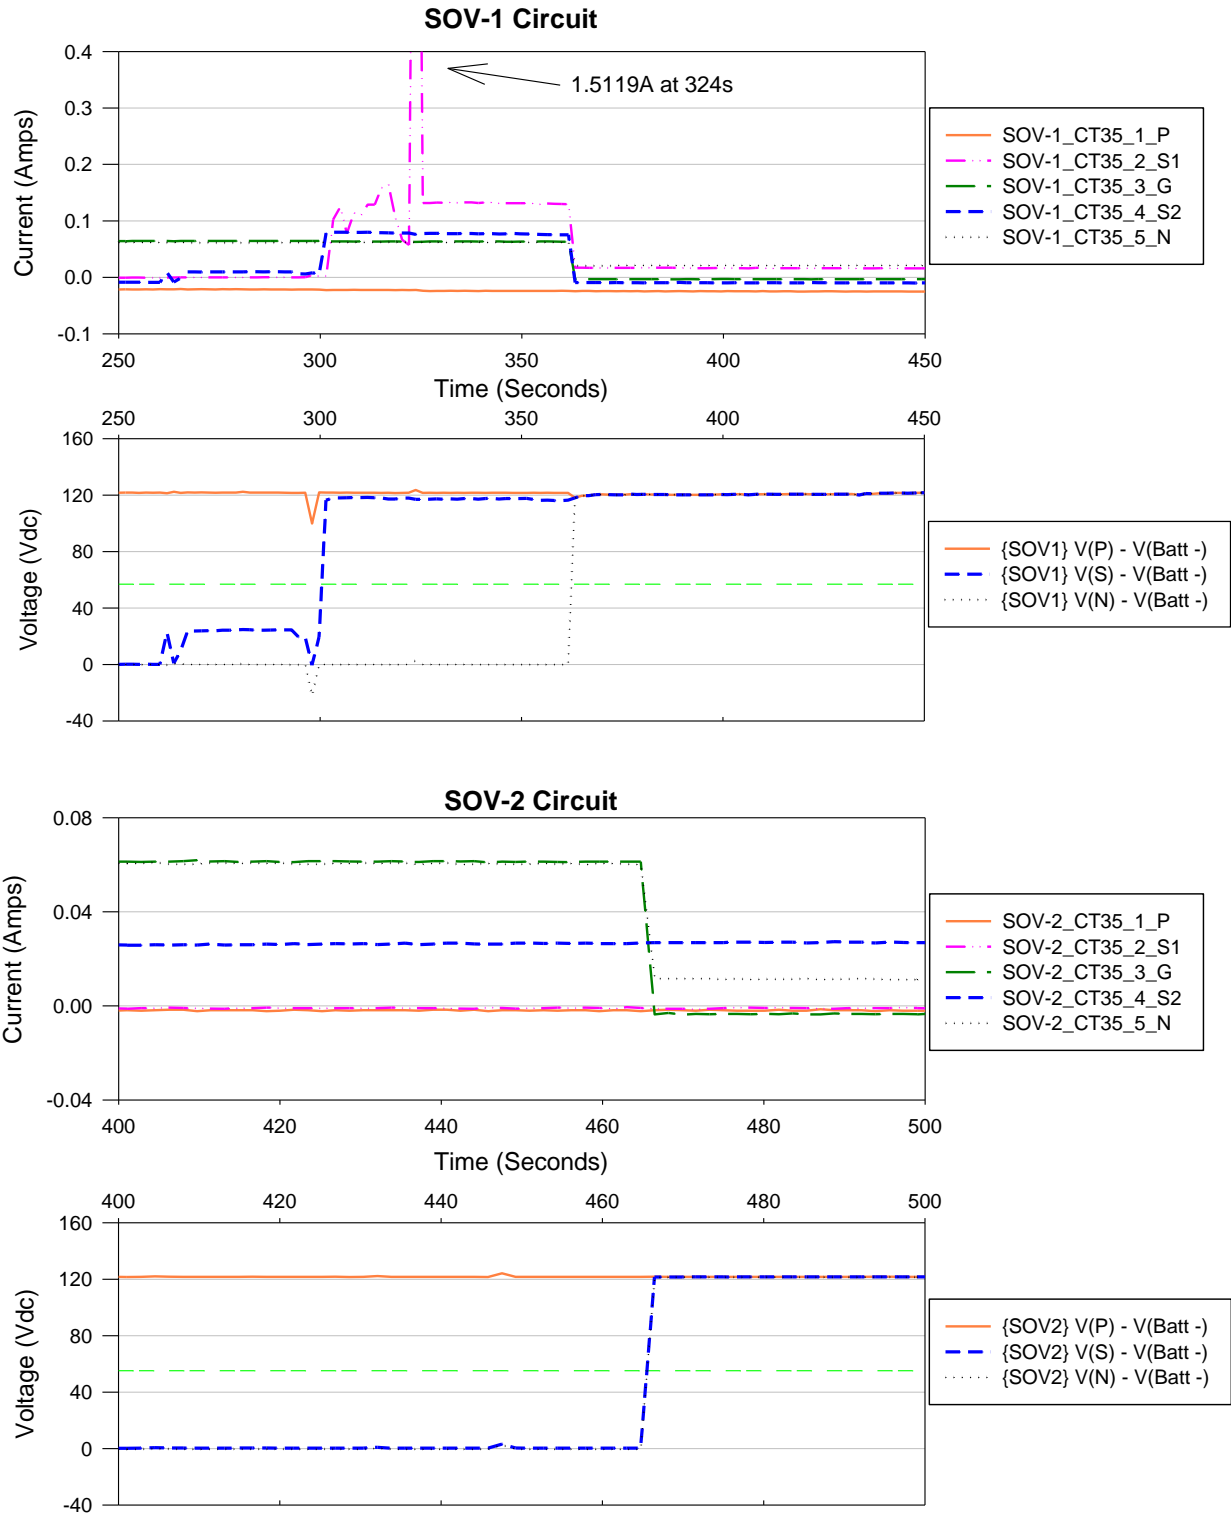 SOV-1 Circuit
0.4
0.3
0.2
0.1
0.0
-0.1
Current (Amps)
1.5119A at 324s
250 300 350 400 450
Time (Seconds)
SOV-1_CT35_1_P
SOV-1_CT35_2_S1
SOV-1_CT35_3_G
SOV-1_CT35_4_S2
SOV-1_CT35_5_N
250 300 350 400 450
160
120
80
40
0
-40
Voltage (Vdc)
{SOV1} V(P) - V(Batt -)
{SOV1} V(S) - V(Batt -)
{SOV1} V(N) - V(Batt -)
SOV-2 Circuit
0.08
0.04
0.00
-0.04
Current (Amps)
400 420 440 460 480 500
Time (Seconds)
SOV-2_CT35_1_P
SOV-2_CT35_2_S1
SOV-2_CT35_3_G
SOV-2_CT35_4_S2
SOV-2_CT35_5_N
400 420 440 460 480 500
160
120
80
40
0
-40
Voltage (Vdc)
{SOV2} V(P) - V(Batt -)
{SOV2} V(S) - V(Batt -)
{SOV2} V(N) - V(Batt -)